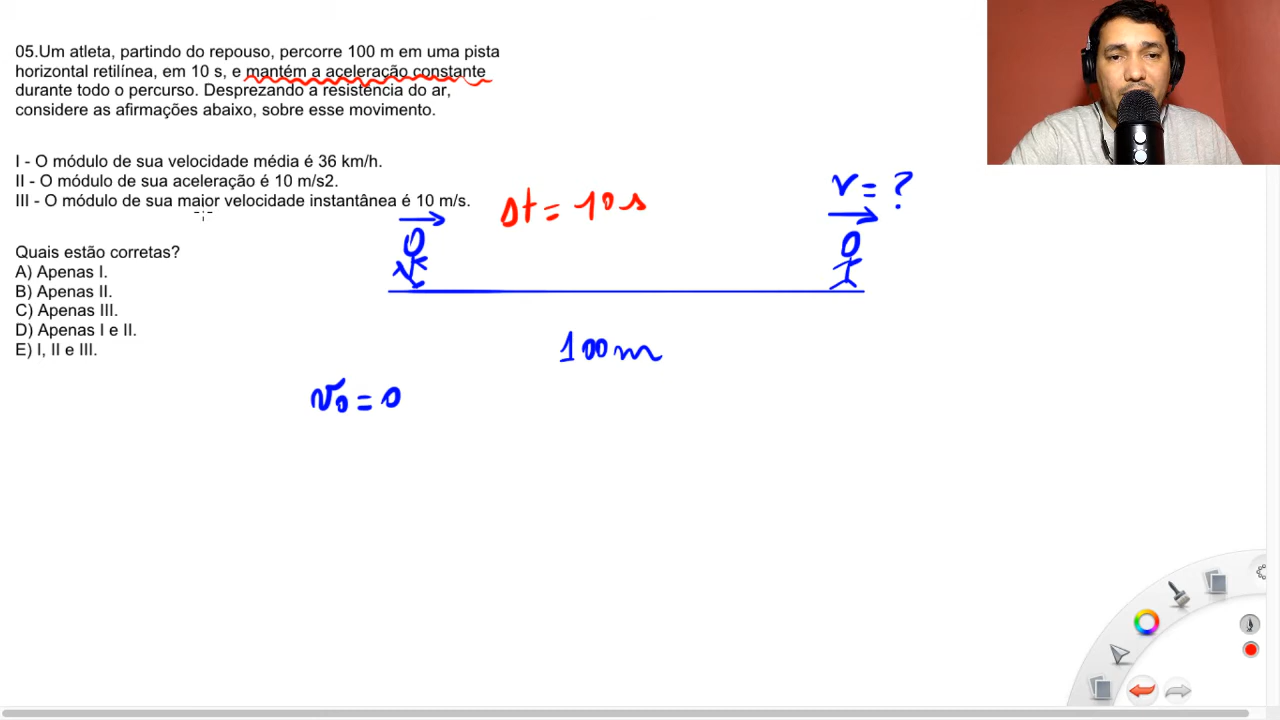 05.Um atleta, partindo do repouso, percorre 100 m em uma pista
horizontal retilínea, em 10 s, e mantém a aceleração constante
durante todo o percurso. Desprezando a resistência do ar,
considere as afirmações abaixo, sobre esse movimento.
I - O módulo de sua velocidade média é 36 km/h.
II - O módulo de sua aceleração é 10 m/s2.
III - O módulo de sua maior velocidade instantânea é 10 m/s.
Quais estão corretas?
A) Apenas I.
B) Apenas II.
C) Apenas III.
D) Apenas I e II.
E) I, II e III.
Δt = 10 s
v = ?
100m
v0 = 0